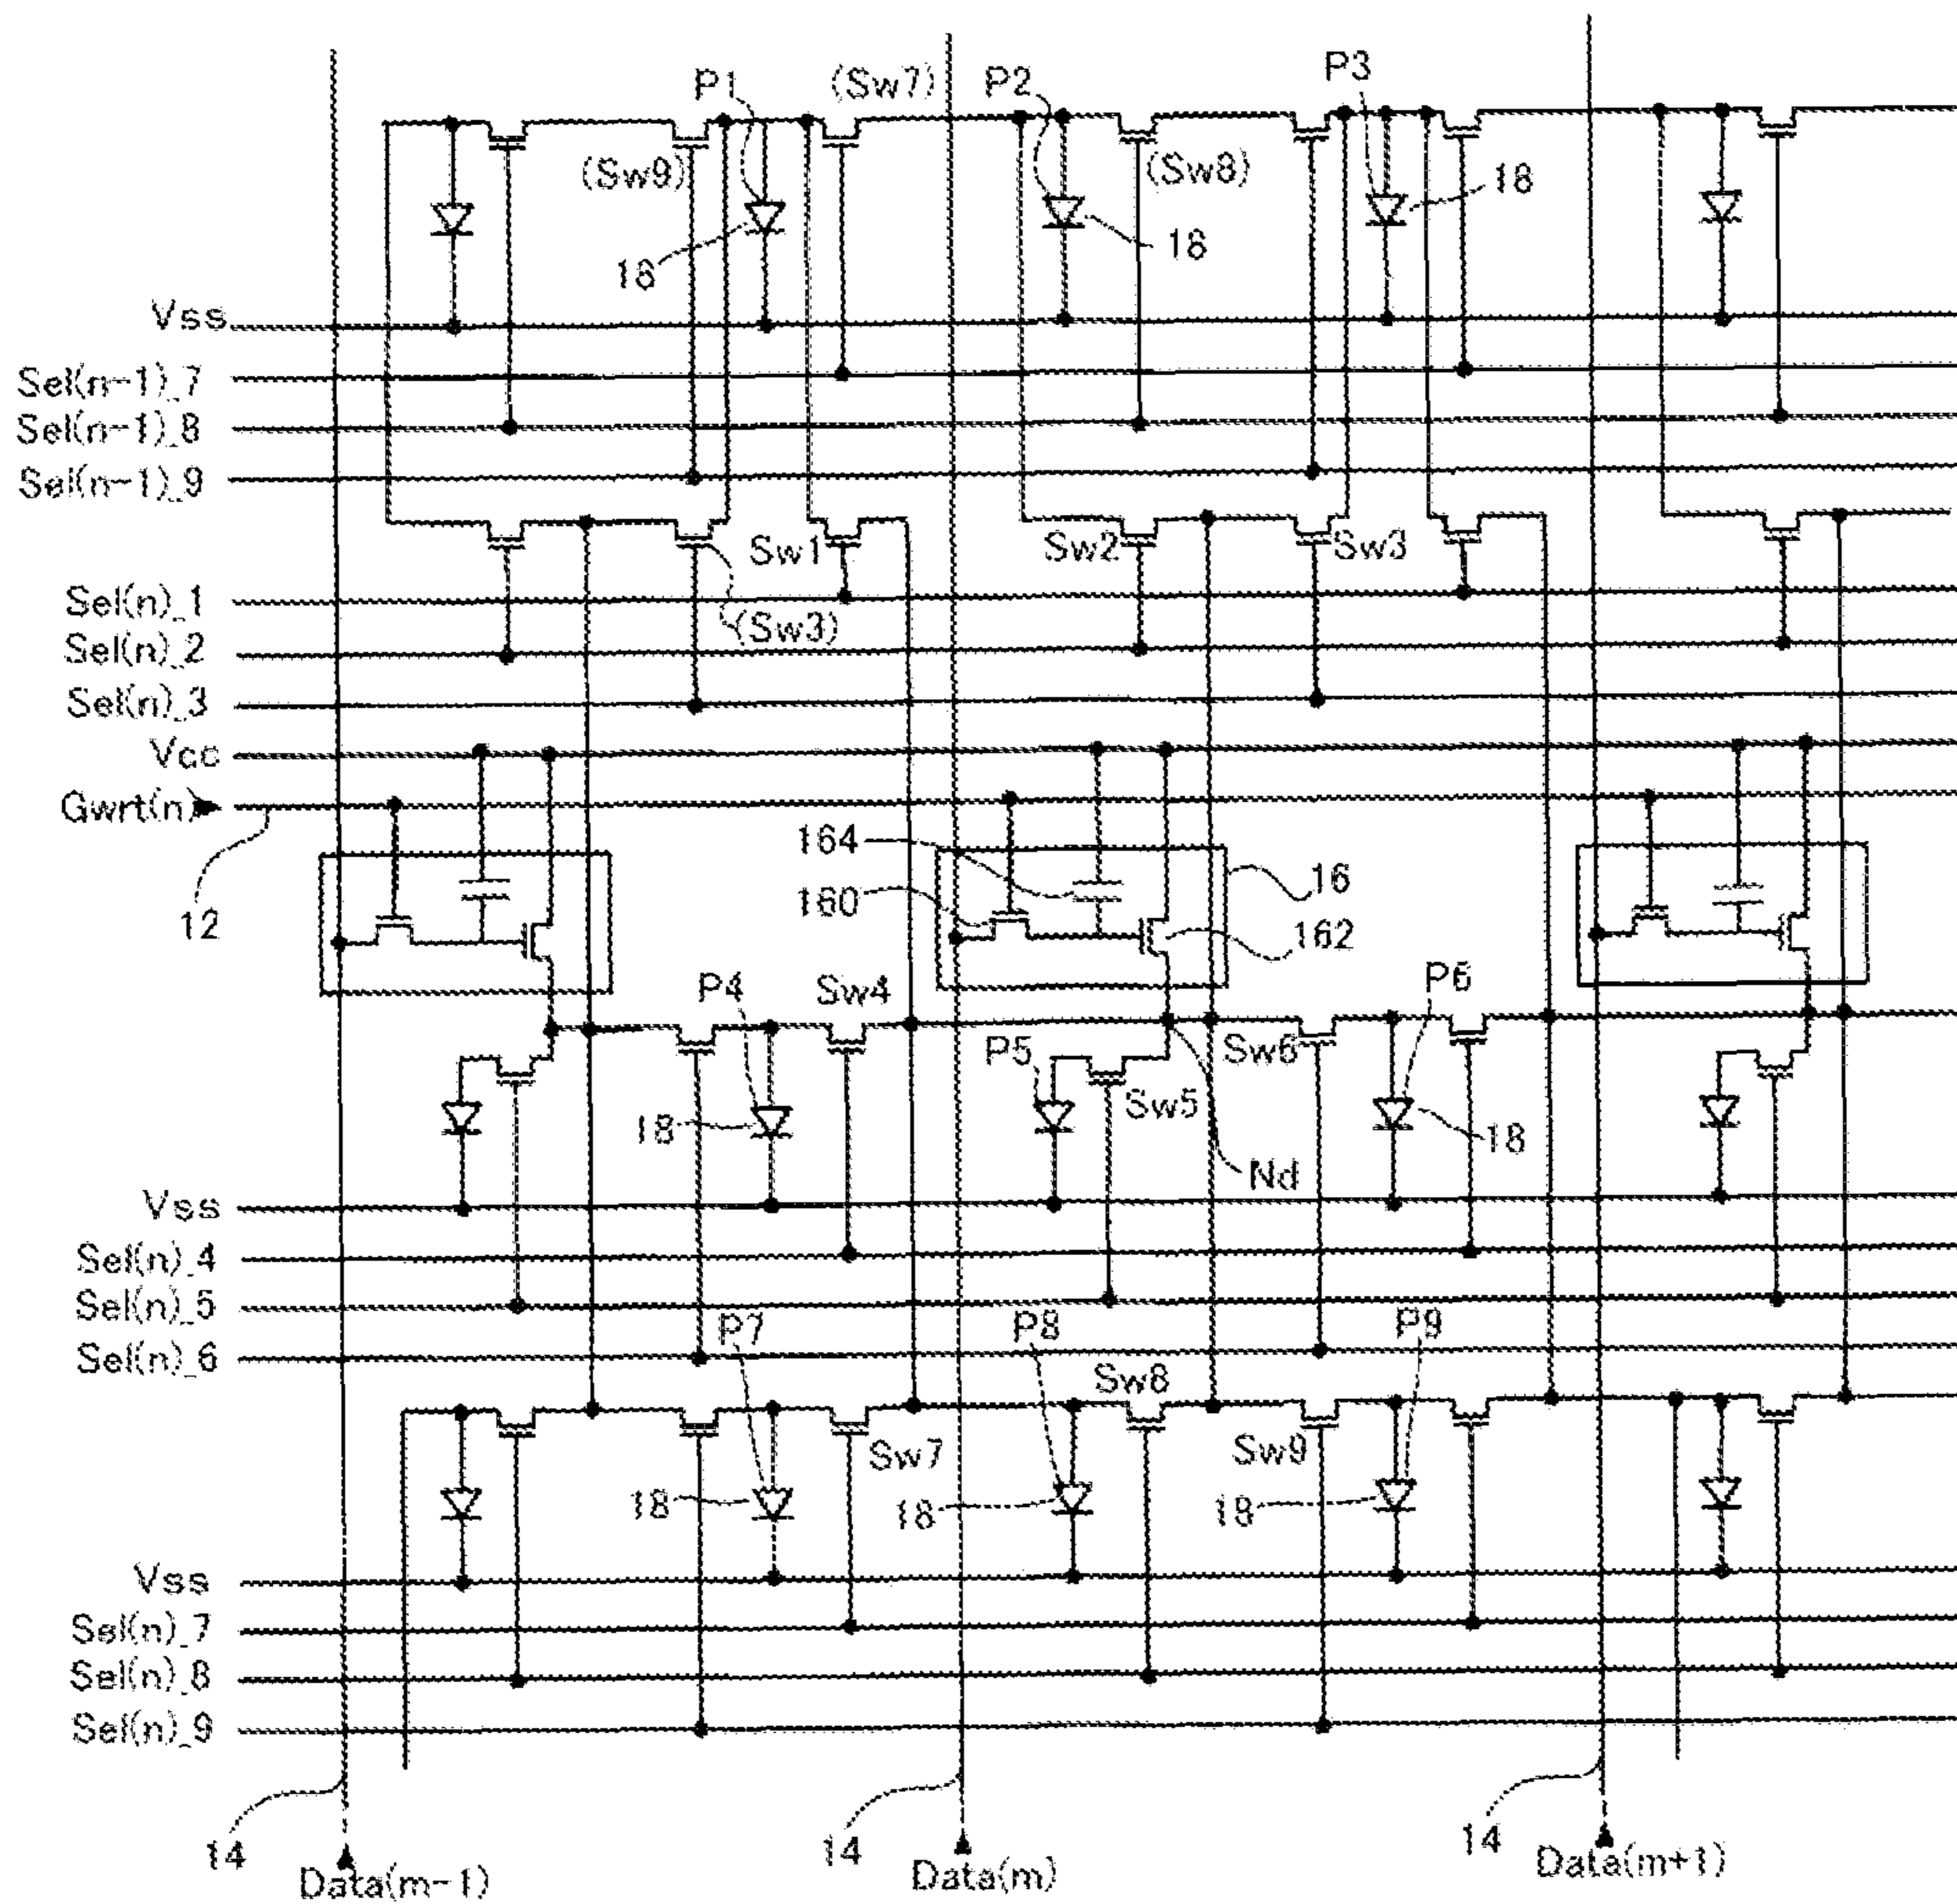 P1
(Sw7)
P2
P3
(Sw9)
(Sw8)
18
18
18
Vss
Sel(n-1)_7
Sel(n-1)_8
Sel(n-1)_9
Sw1
Sw2
Sw3
Sel(n)_1
(Sw3)
Sel(n)_2
Sel(n)_3
Vcc
Gwrt(n)
164
16
160
12
162
P4
Sw4
P6
P5
Sw6
Sw5
18
18
Nd
Vss
Sel(n)_4
Sel(n)_5
P7
P8
P9
Sel(n)_6
Sw8
Sw7
Sw9
18
18
18
Vss
Sel(n)_7
Sel(n)_8
Sel(n)_9
14
14
14
Data(m-1)
Data(m)
Data(m+1)